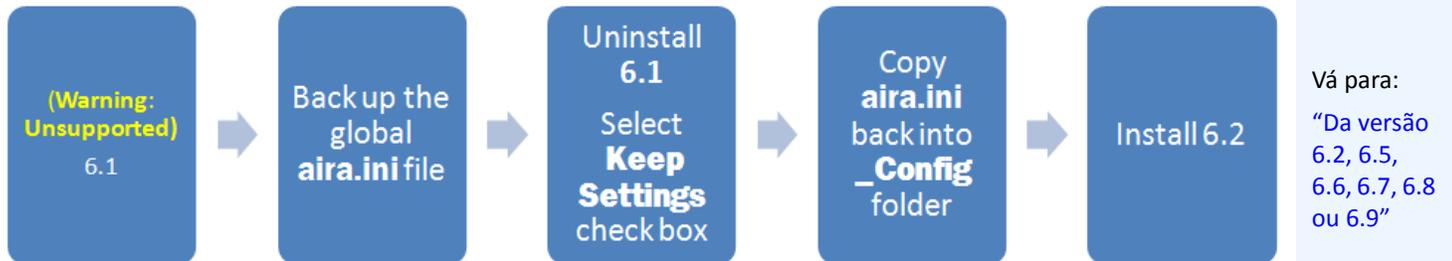 (Warning:
Unsupported)
6.1
Back up the
global
aira.ini file
Uninstall
6.1
Select
Keep
Settings
check box
Copy
aira.ini
back into
_Config
folder
Install 6.2
Vá para:
“Da versão
6.2, 6.5,
6.6, 6.7, 6.8
ou 6.9”